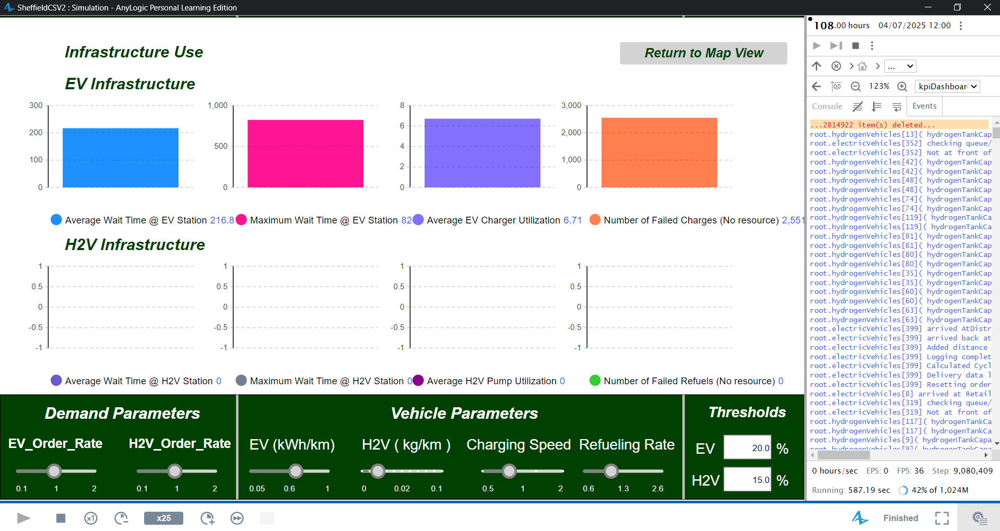 SheffieldCSV2 : Simulation - AnyLogic Personal Learning Edition
Infrastructure Use
Return to Map View
EV Infrastructure
300
200
100
0
1,000
500
0
8
6
4
2
0
3,000
2,000
1,000
0
Average Wait Time @ EV Station 216.8
Maximum Wait Time @ EV Station 82
Average EV Charger Utilization 6.71
Number of Failed Charges (No resource) 2,551
H2V Infrastructure
1
0.5
0
-0.5
-1
1
0.5
0
-0.5
-1
1
0.5
0
-0.5
-1
1
0.5
0
-0.5
-1
Average Wait Time @ H2V Station 0
Maximum Wait Time @ H2V Station 0
Average H2V Pump Utilization 0
Number of Failed Refuels (No resource) 0
Demand Parameters
EV_Order_Rate
0.1 1 2
H2V_Order_Rate
0.1 1 2
Vehicle Parameters
EV (kWh/km)
0.05 0.6 1
H2V ( kg/km )
0 0.02 0.1
Charging Speed
0.5 1 2
Refueling Rate
0.6 1.3 2.6
Thresholds
EV 20.0 %
H2V 15.0 %
108.00 hours 04/07/2025 12:00
...
123%
kpiDashboar
Console
Events
...2814922 item(s) deleted...
root.hydrogenVehicles[13]( hydrogenTankCap
root.electricVehicles[352] checking queue/
root.electricVehicles[352] Not at front of
root.hydrogenVehicles[42]( hydrogenTankCap
root.hydrogenVehicles[42]( hydrogenTankCap
root.hydrogenVehicles[48]( hydrogenTankCap
root.hydrogenVehicles[48]( hydrogenTankCap
root.hydrogenVehicles[74]( hydrogenTankCap
root.hydrogenVehicles[74]( hydrogenTankCap
root.hydrogenVehicles[119]( hydrogenTankCa
root.hydrogenVehicles[119]( hydrogenTankCa
root.hydrogenVehicles[81]( hydrogenTankCap
root.hydrogenVehicles[81]( hydrogenTankCap
root.hydrogenVehicles[80]( hydrogenTankCap
root.hydrogenVehicles[80]( hydrogenTankCap
root.hydrogenVehicles[35]( hydrogenTankCap
root.hydrogenVehicles[35]( hydrogenTankCap
root.hydrogenVehicles[60]( hydrogenTankCap
root.hydrogenVehicles[60]( hydrogenTankCap
root.hydrogenVehicles[63]( hydrogenTankCap
root.hydrogenVehicles[63]( hydrogenTankCap
root.electricVehicles[399] arrived AtDistr
root.electricVehicles[399] arrived back at
root.electricVehicles[399] Added distance
root.electricVehicles[399] Logging complet
root.electricVehicles[399] Calculated Cycl
root.electricVehicles[399] Delivery data l
root.electricVehicles[399] Resetting order
root.electricVehicles[8] arrived at Retail
root.electricVehicles[319] checking queue/
root.electricVehicles[319] Not at front of
root.hydrogenVehicles[117]( hydrogenTankCa
root.hydrogenVehicles[117]( hydrogenTankCa
root.hydrogenVehicles[9]( hydrogenTankCapa
root.hydrogenVehicles[9]( hydrogenTankCapa
0 hours/sec EPS: 0 FPS: 36 Step: 9,080,409
Running: 587.19 sec 42% of 1,024M
x1
x25
Finished